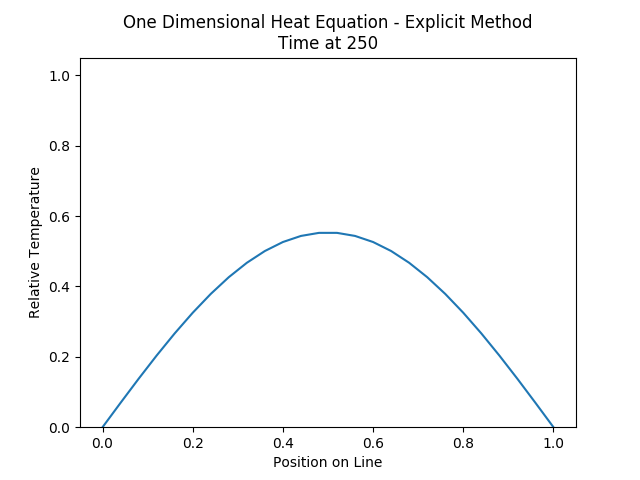 One Dimensional Heat Equation - Explicit Method
Time at 250
1.0
0.8
0.6
0.4
0.2
0.0
Relative Temperature
0.0 0.2 0.4 0.6 0.8 1.0
Position on Line